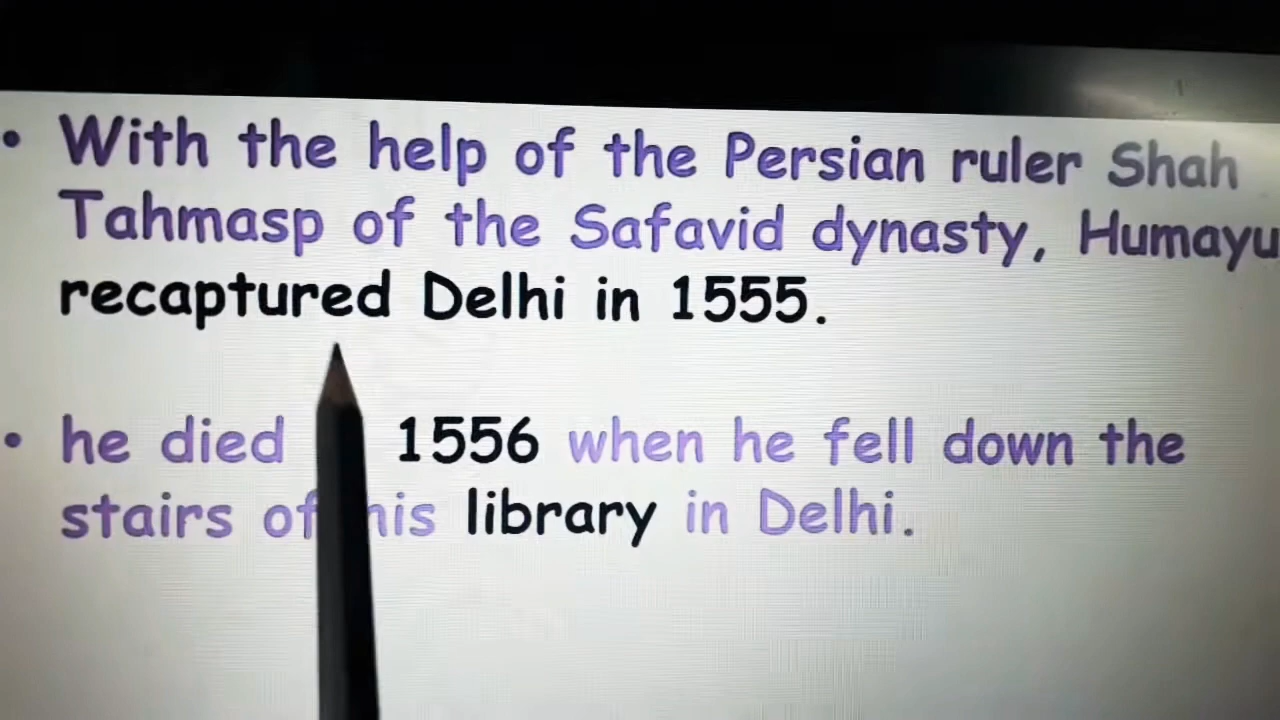 • With the help of the Persian ruler Shah
Tahmasp of the Safavid dynasty, Humayu
recaptured Delhi in 1555.
• he died 1556 when he fell down the
stairs of his library in Delhi.